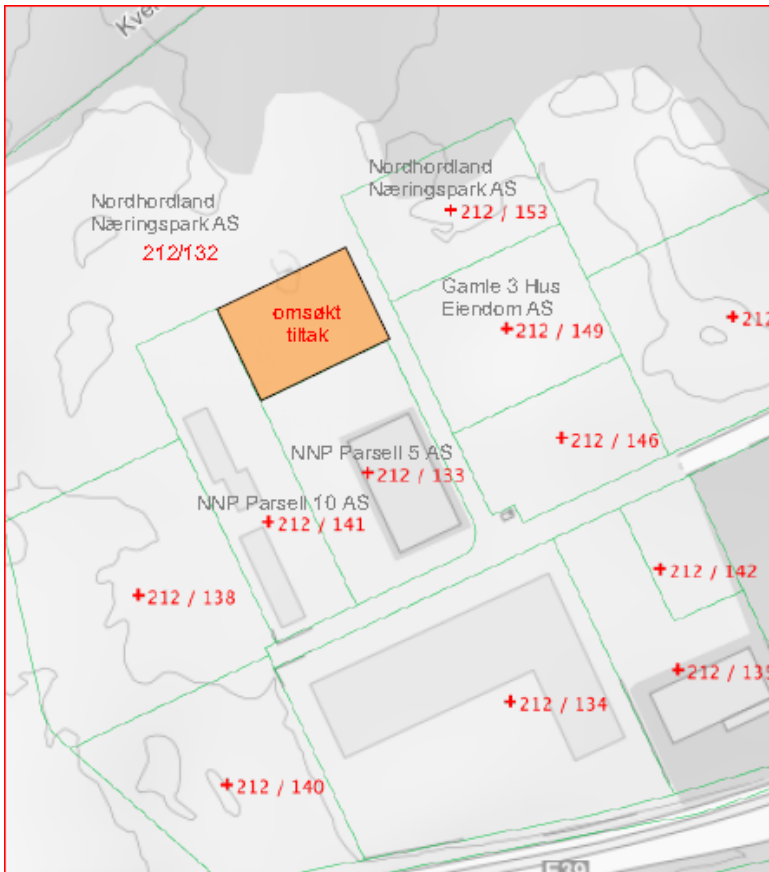 Nordhordland
Næringspark AS
+ 212 / 153
Nordhordland
Næringspark AS
212/132
Gamle 3 Hus
Eiendom AS
+ 212 / 149
omsøkt
tiltak
+ 212 / 146
NNP Parsell 5 AS
+ 212 / 133
NNP Parsell 10 AS
+ 212 / 141
+ 212 / 142
+ 212 / 138
+ 212 / 135
+ 212 / 134
+ 212 / 140